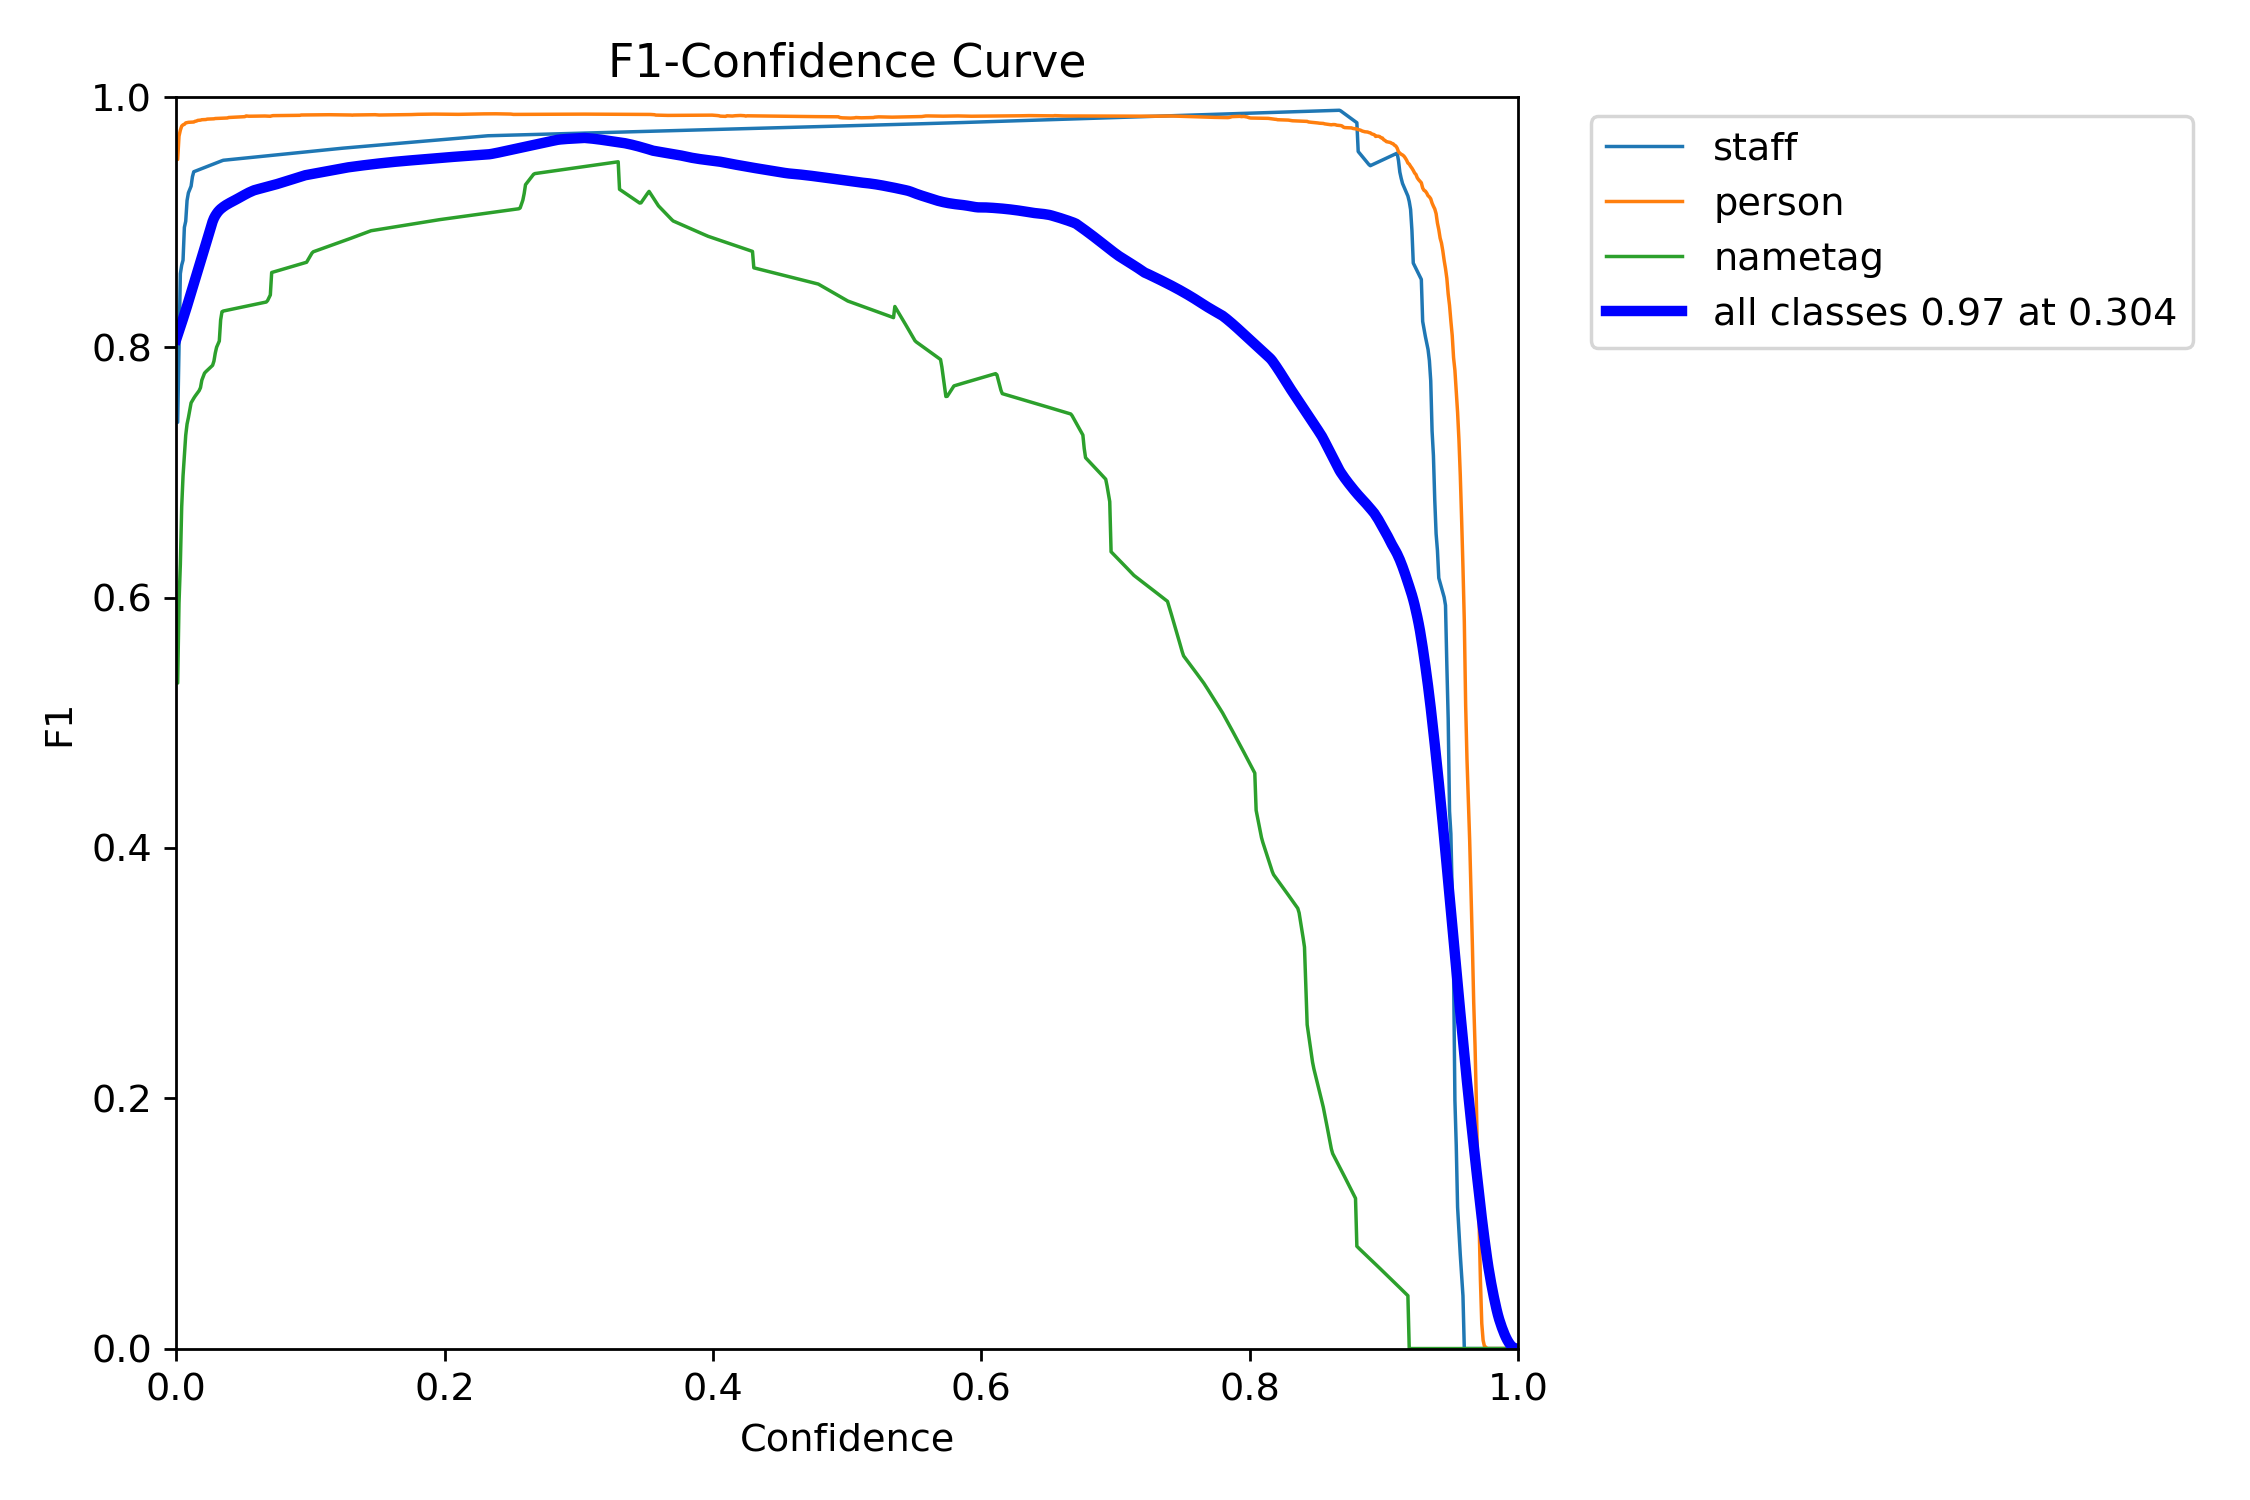 F1-Confidence Curve
1.0
0.8
0.6
0.4
0.2
0.0
F1
0.0 0.2 0.4 0.6 0.8 1.0
Confidence
staff
person
nametag
all classes 0.97 at 0.304